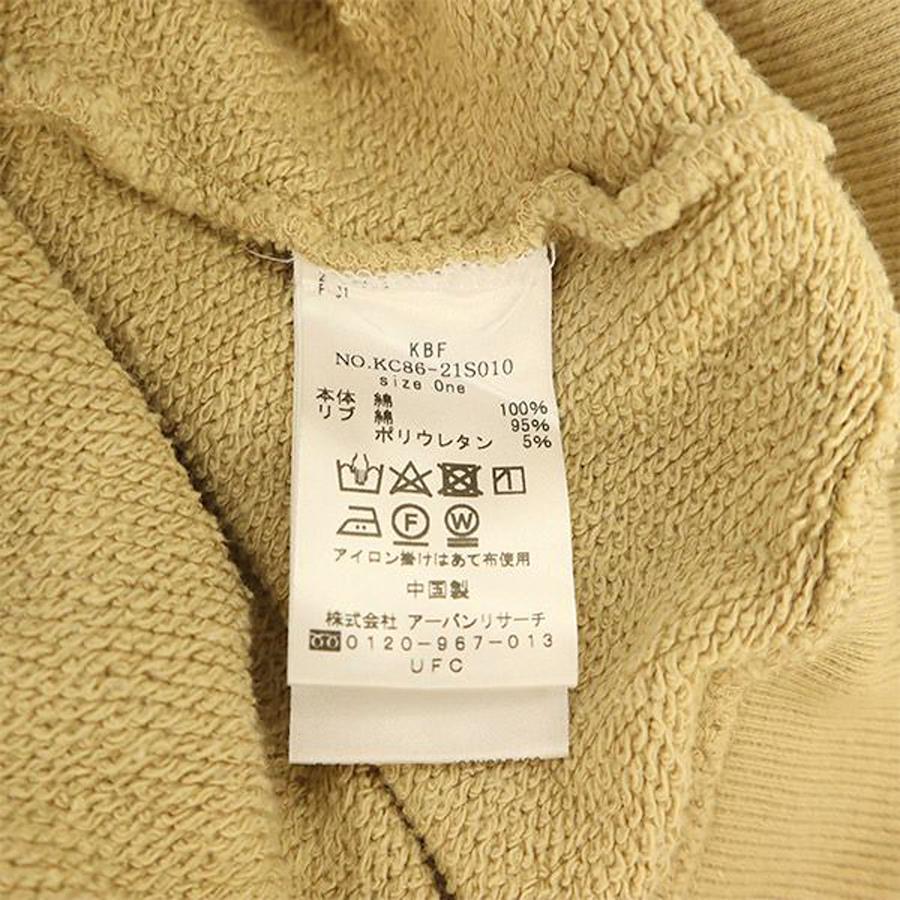 KBF
NO.KC86-21S010
size One
本体 綿 100%
リブ 綿 95%
ポリウレタン 5%
F W
アイロン掛けはあて布使用
中国製
株式会社 アーバンリサーチ
0120-967-013
UFC